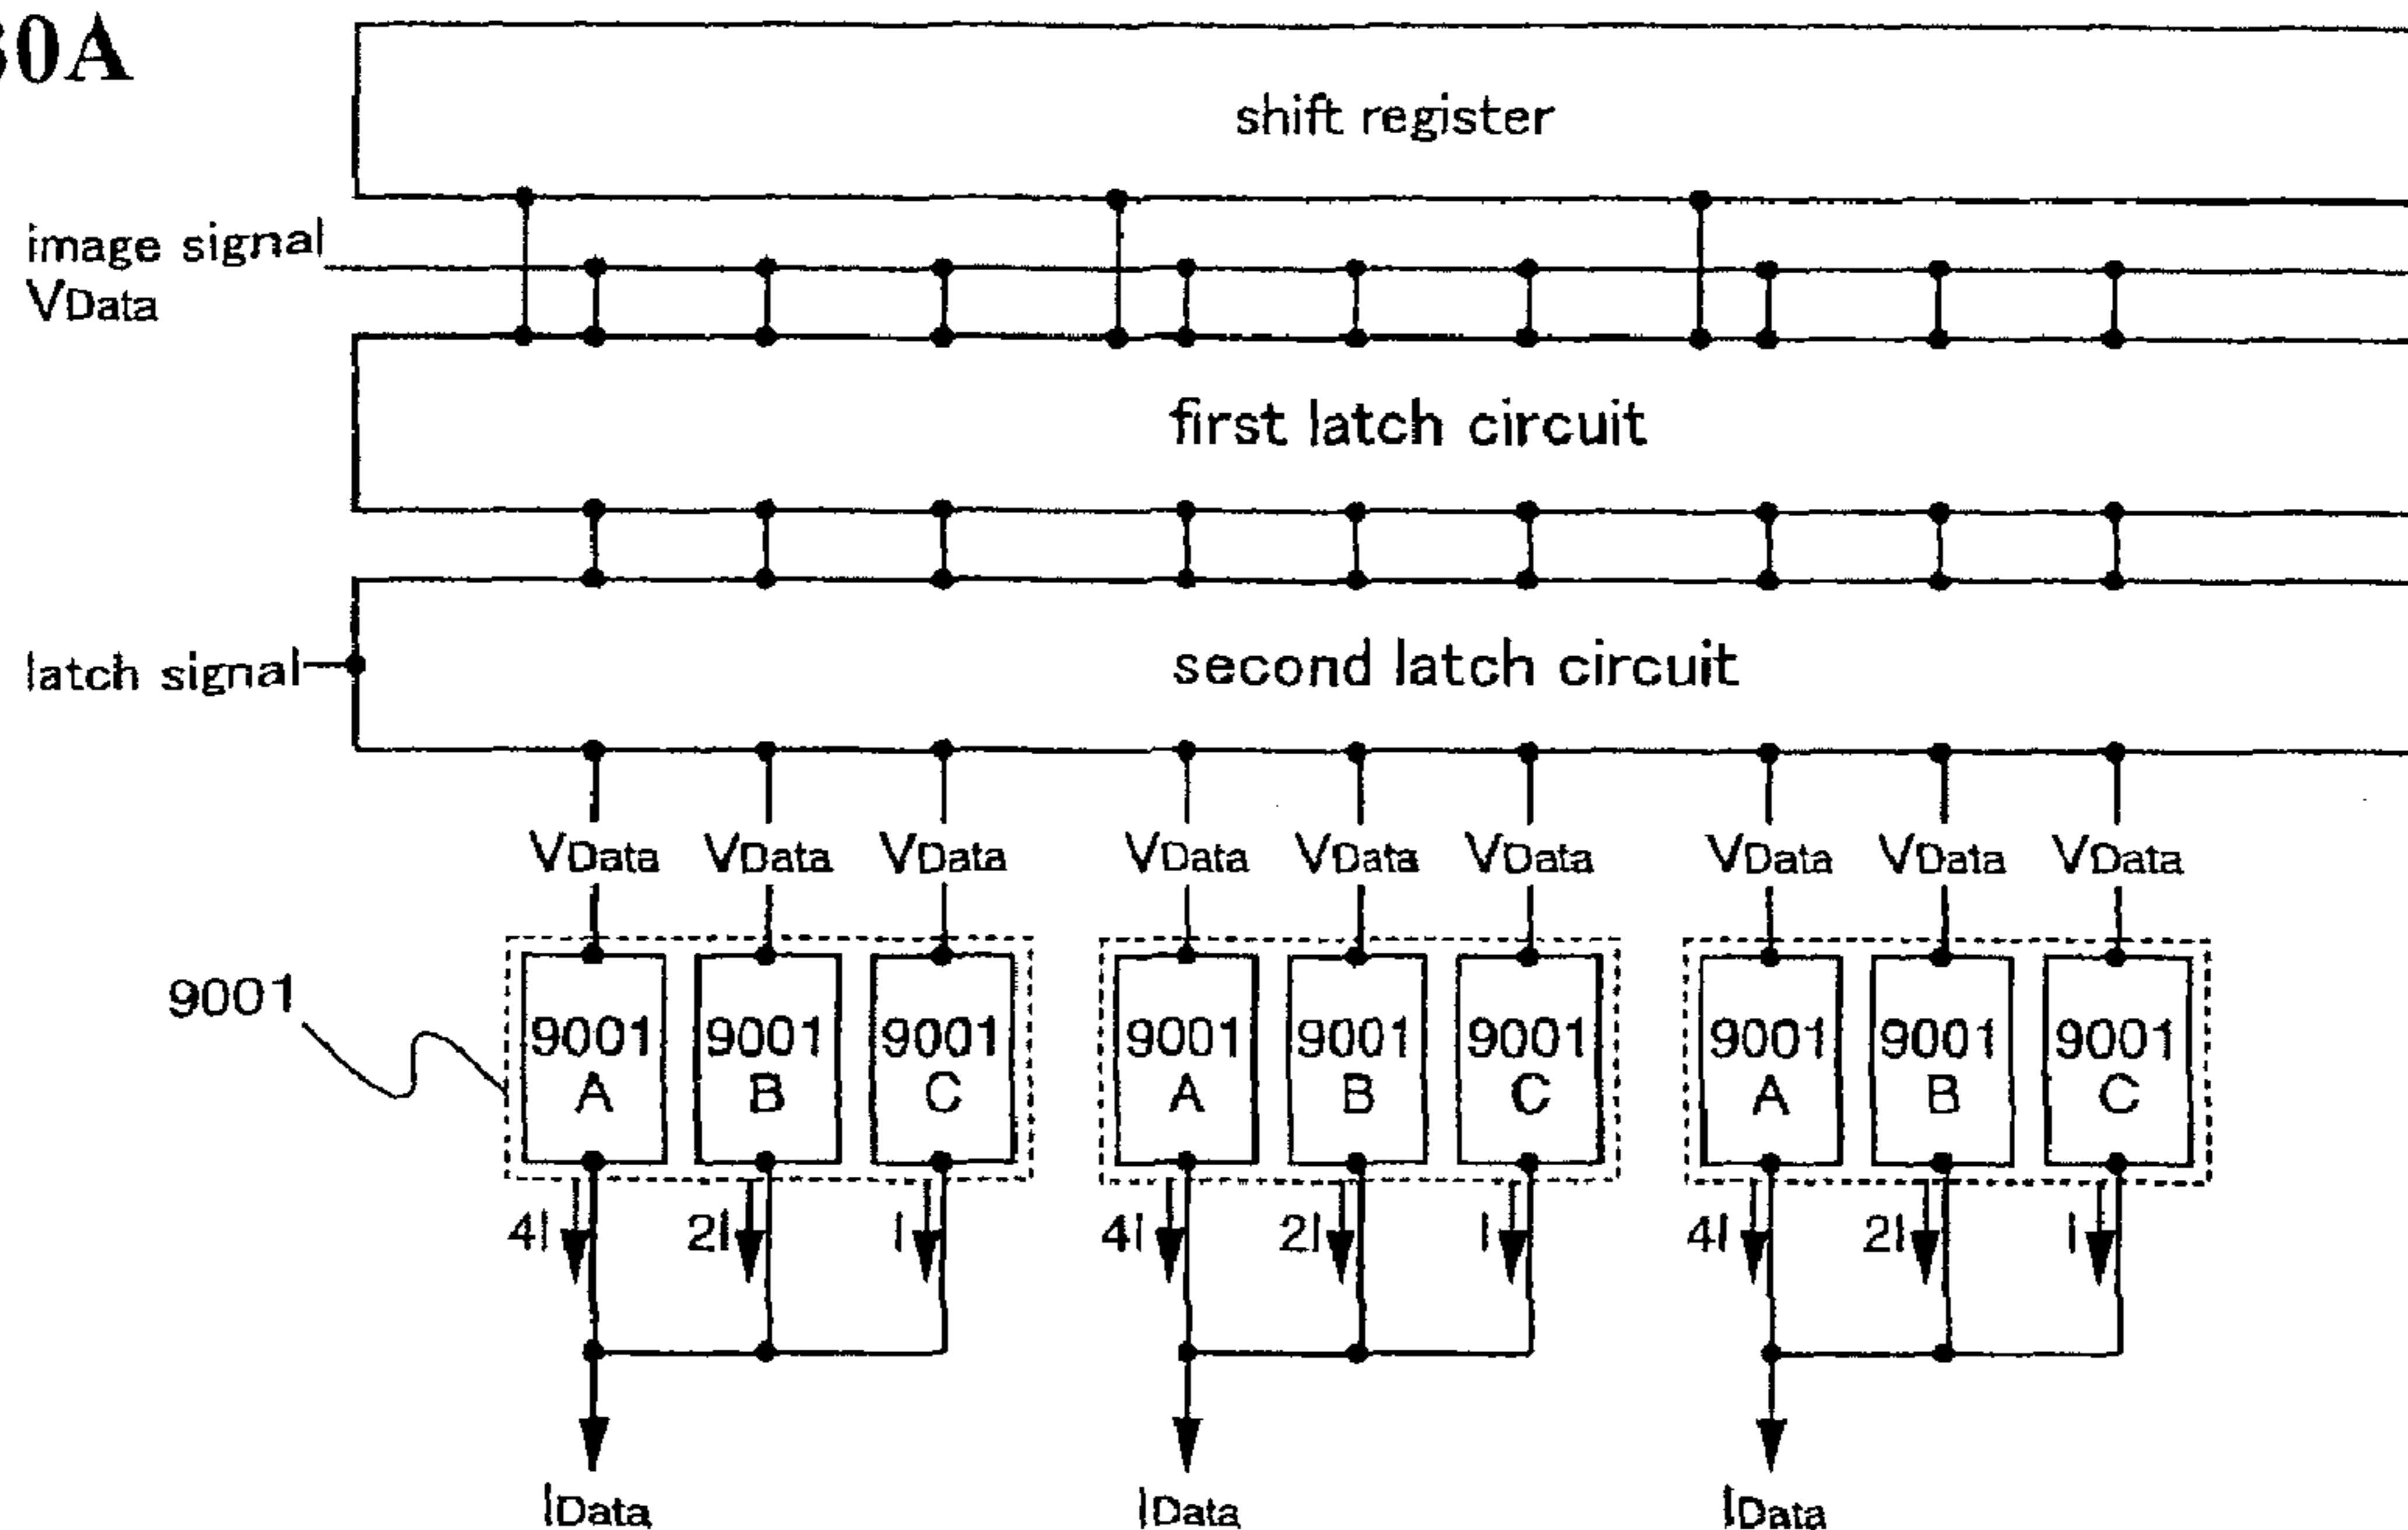 30A
shift register
image signal
VData
first latch circuit
latch signal
second latch circuit
VData VData VData VData VData VData VData VData VData
9001
9001 A 9001 B 9001 C 9001 A 9001 B 9001 C 9001 A 9001 B 9001 C
4I 2I I 4I 2I I 4I 2I I
IData IData IData